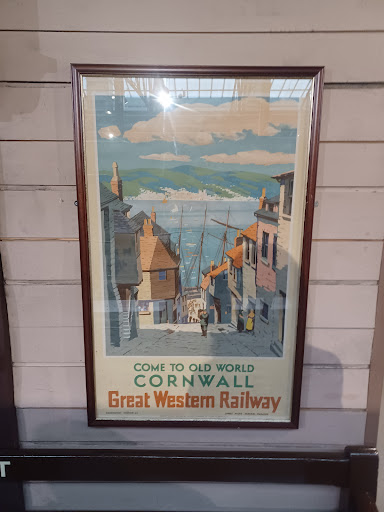 COME TO OLD WORLD
CORNWALL
Great Western Railway
T